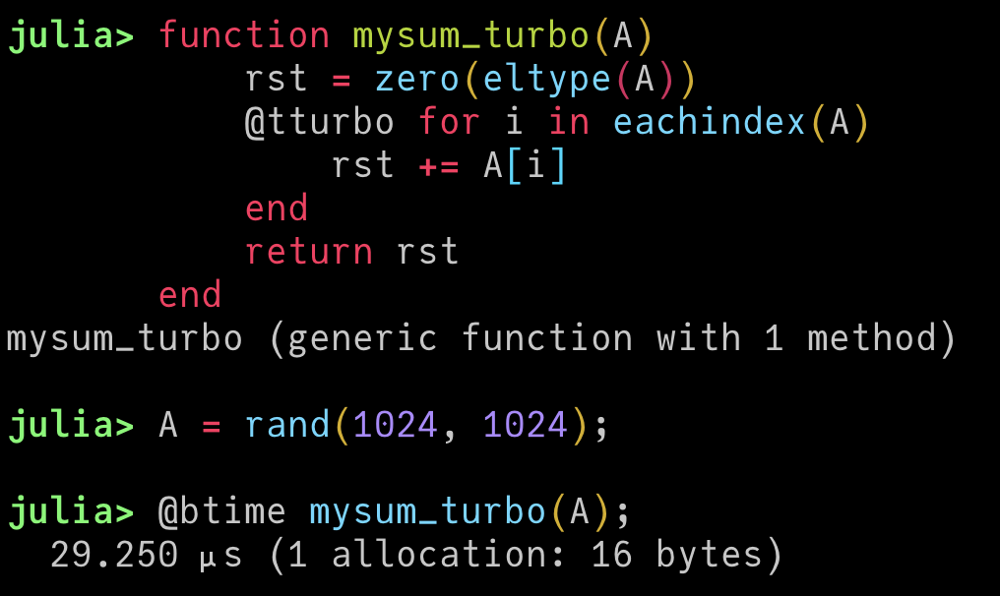 julia> function mysum_turbo(A)
           rst = zero(eltype(A))
           @tturbo for i in eachindex(A)
               rst += A[i]
           end
           return rst
       end
mysum_turbo (generic function with 1 method)

julia> A = rand(1024, 1024);

julia> @btime mysum_turbo(A);
  29.250 μs (1 allocation: 16 bytes)